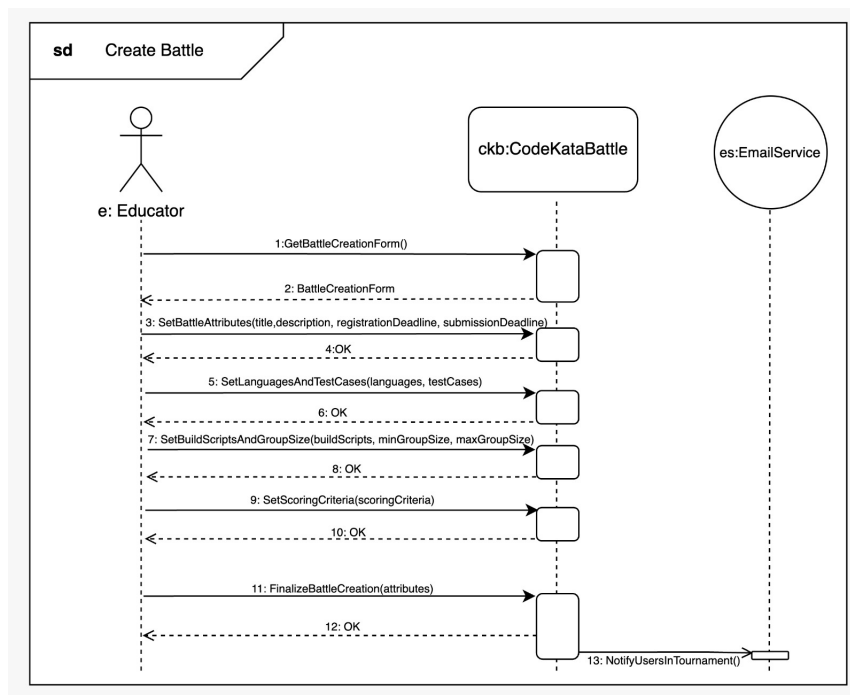 sd Create Battle
ckb:CodeKataBattle
es:EmailService
e: Educator
1:GetBattleCreationForm()
2: BattleCreationForm
3: SetBattleAttributes(title,description, registrationDeadline, submissionDeadline)
4:OK
5: SetLanguagesAndTestCases(languages, testCases)
6: OK
7: SetBuildScriptsAndGroupSize(buildScripts, minGroupSize, maxGroupSize)
8: OK
9: SetScoringCriteria(scoringCriteria)
10: OK
11: FinalizeBattleCreation(attributes)
12: OK
13: NotifyUsersInTournament()